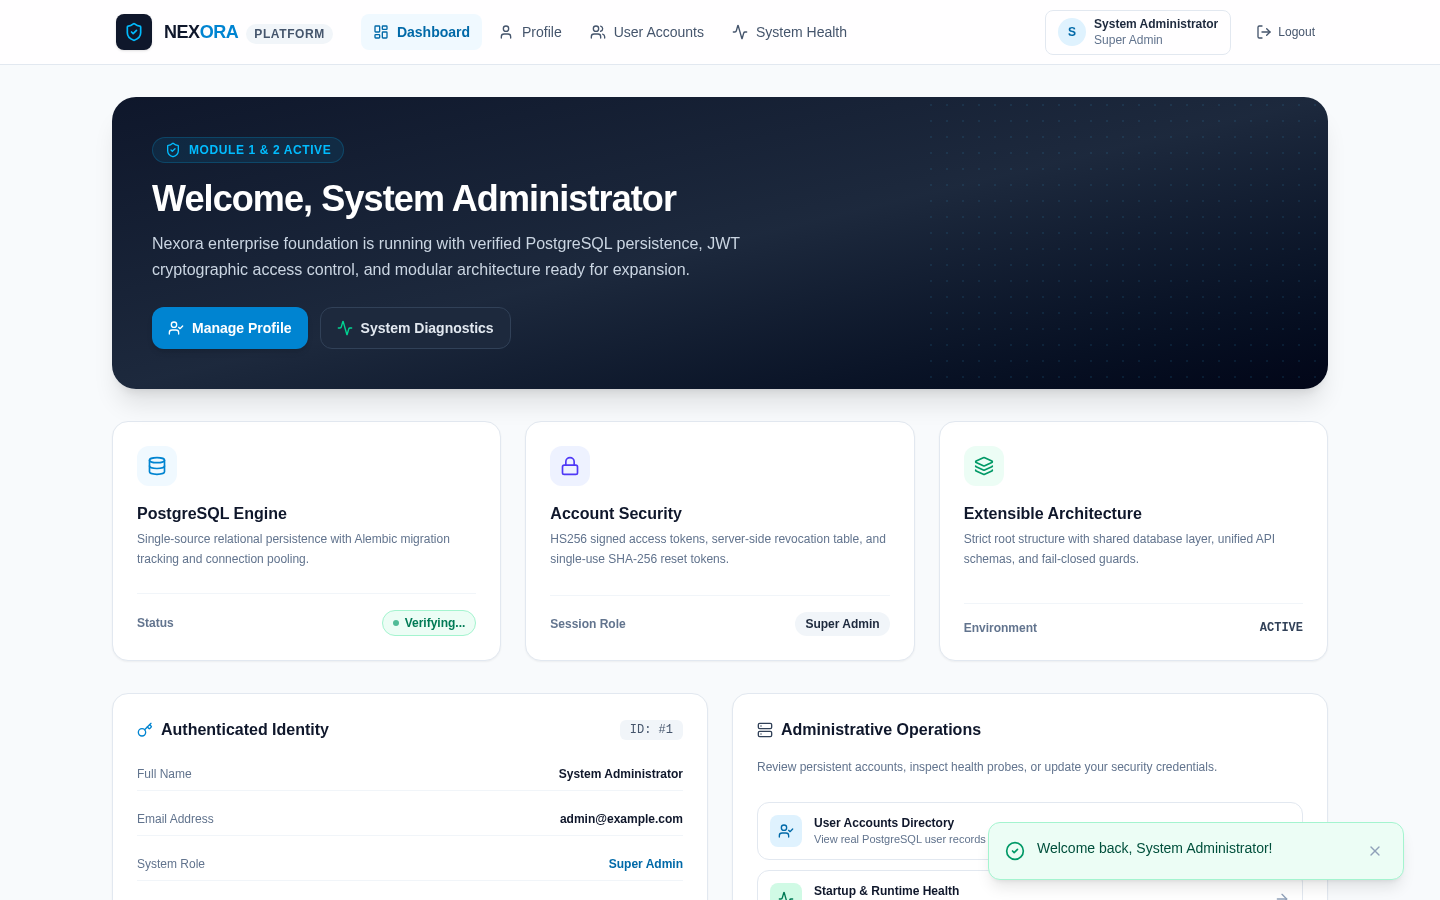 NEXORA PLATFORM
Dashboard
Profile
User Accounts
System Health
S
System Administrator
Super Admin
Logout
MODULE 1 & 2 ACTIVE
Welcome, System Administrator
Nexora enterprise foundation is running with verified PostgreSQL persistence, JWT
cryptographic access control, and modular architecture ready for expansion.
Manage Profile
System Diagnostics
PostgreSQL Engine
Single-source relational persistence with Alembic migration
tracking and connection pooling.
Status
Verifying...
Account Security
HS256 signed access tokens, server-side revocation table, and
single-use SHA-256 reset tokens.
Session Role
Super Admin
Extensible Architecture
Strict root structure with shared database layer, unified API
schemas, and fail-closed guards.
Environment
ACTIVE
Authenticated Identity
ID: #1
Full Name
System Administrator
Email Address
admin@example.com
System Role
Super Admin
Administrative Operations
Review persistent accounts, inspect health probes, or update your security credentials.
User Accounts Directory
View real PostgreSQL user records
Startup & Runtime Health
Welcome back, System Administrator!